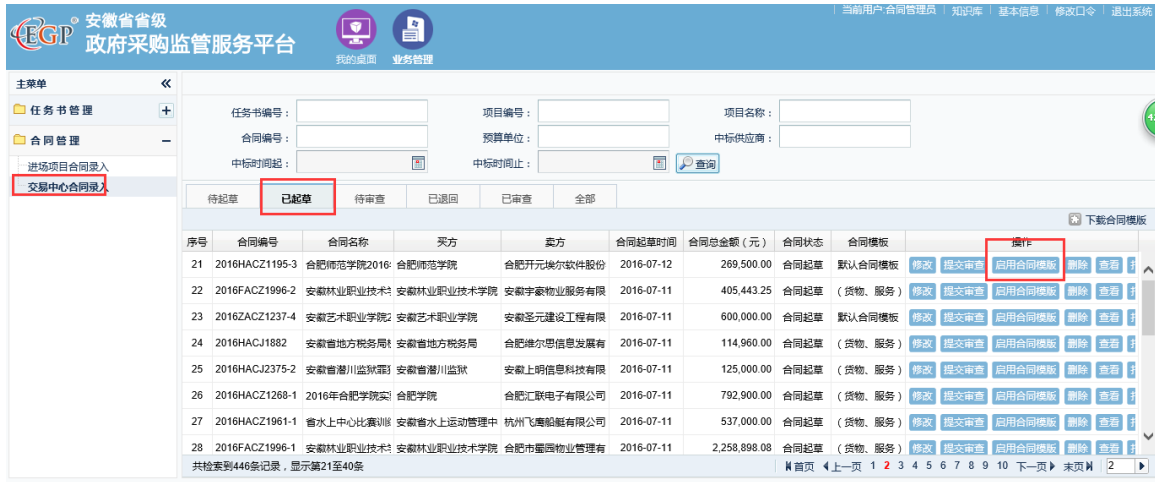 当前用户:合同管理员 | 知识库 | 基本信息 | 修改口令 | 退出系统
EGP 安徽省省级
政府采购监管服务平台
我的桌面 业务管理
主菜单
任务书管理
合同管理
进场项目合同录入
交易中心合同录入
任务书编号： 项目编号： 项目名称：
合同编号： 预算单位： 中标供应商：
中标时间起： 中标时间止： 查询
待起草 已起草 待审查 已退回 已审查 全部
下载合同模版
序号 合同编号 合同名称 买方 卖方 合同起草时间 合同总金额（元） 合同状态 合同模板 操作
21 2016HACZ1195-3 合肥师范学院2016 合肥师范学院 合肥开元埃尔软件股份 2016-07-12 269,500.00 合同起草 默认合同模板 修改 提交审查 启用合同模版 删除 查看
22 2016FACZ1996-2 安徽林业职业技术 安徽林业职业技术学院 安徽宇豪物业服务有限 2016-07-11 405,443.25 合同起草 （货物、服务） 修改 提交审查 启用合同模版 删除 查看
23 2016ZACZ1237-4 安徽艺术职业学院 安徽艺术职业学院 安徽圣元建设工程有限 2016-07-11 600,000.00 合同起草 默认合同模板 修改 提交审查 启用合同模版 删除 查看
24 2016HACJ1882 安徽省地方税务局 安徽省地方税务局 合肥维尔思信息发展有 2016-07-11 114,960.00 合同起草 （货物、服务） 修改 提交审查 启用合同模版 删除 查看
25 2016HACJ2375-2 安徽省潜川监狱罪 安徽省潜川监狱 安徽上明信息科技有限 2016-07-11 125,000.00 合同起草 （货物、服务） 修改 提交审查 启用合同模版 删除 查看
26 2016HACZ1268-1 2016年合肥学院实 合肥学院 合肥汇联电子有限公司 2016-07-11 792,900.00 合同起草 （货物、服务） 修改 提交审查 启用合同模版 删除 查看
27 2016HACZ1961-1 省水上中心比赛训 安徽省水上运动管理中 杭州飞鹰船艇有限公司 2016-07-11 537,000.00 合同起草 （货物、服务） 修改 提交审查 启用合同模版 删除 查看
28 2016FACZ1996-1 安徽林业职业技术 安徽林业职业技术学院 合肥市蜀园物业管理有 2016-07-11 2,258,898.08 合同起草 （货物、服务） 修改 提交审查 启用合同模版 删除 查看
共检索到446条记录，显示第21至40条 首页 上一页 1 2 3 4 5 6 7 8 9 10 下一页 末页 2